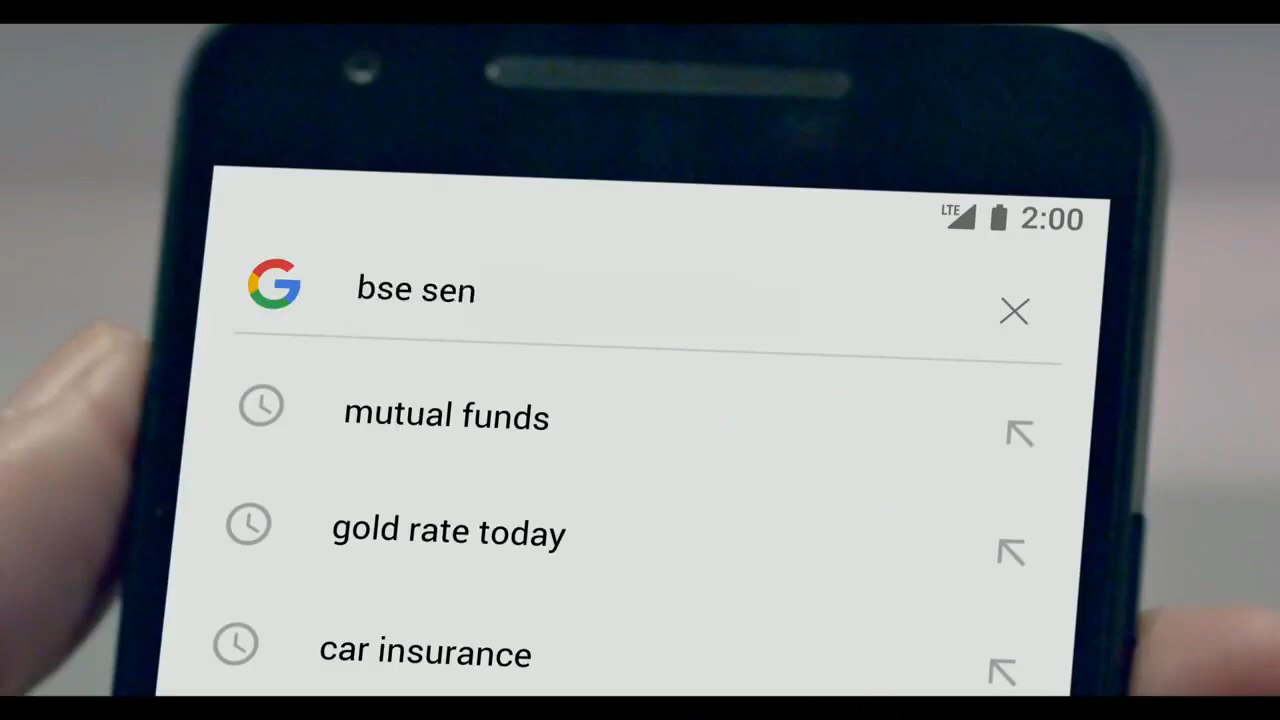 LTE 2:00
bse sen
mutual funds
gold rate today
car insurance